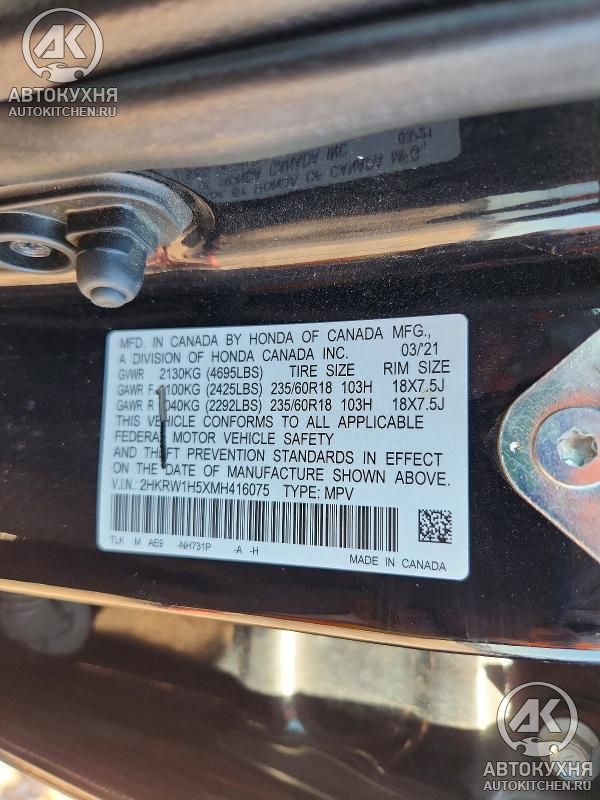 AK
АВТОКУХНЯ
AUTOKITCHEN.RU
MFD. IN CANADA BY HONDA OF CANADA MFG.,
A DIVISION OF HONDA CANADA INC. 03/'21
GVWR 2130KG (4695LBS) TIRE SIZE RIM SIZE
GAWR F 1100KG (2425LBS) 235/60R18 103H 18X7.5J
GAWR R 1040KG (2292LBS) 235/60R18 103H 18X7.5J
THIS VEHICLE CONFORMS TO ALL APPLICABLE
FEDERAL MOTOR VEHICLE SAFETY
AND THEFT PREVENTION STANDARDS IN EFFECT
ON THE DATE OF MANUFACTURE SHOWN ABOVE.
V.I.N.: 2HKRW1H5XMH416075 TYPE: MPV
TLK M AE9 -NH731P -A -H
MADE IN CANADA
AK
АВТОКУХНЯ
AUTOKITCHEN.RU